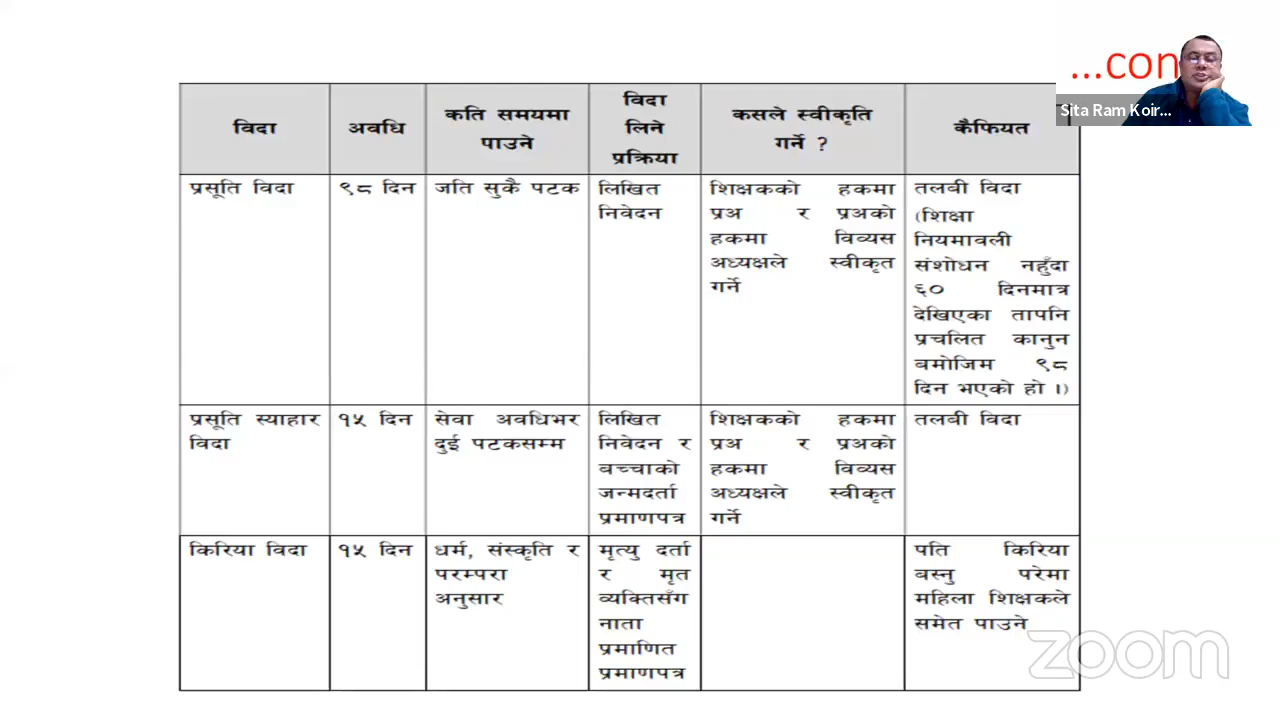 ...con
Sita Ram Koir...
विदा
अवधि
कति समयमा
पाउने
विदा
लिने
प्रक्रिया
कसले स्वीकृति
गर्ने ?
कैफियत
प्रसूति विदा
९८ दिन
जति सुकै पटक
लिखित
निवेदन
शिक्षकको हकमा
प्रअ र प्रअको
हकमा विव्यस
अध्यक्षले स्वीकृत
गर्ने
तलबी विदा
(शिक्षा
नियमावली
संशोधन नहुँदा
६० दिनमात्र
देखिएका तापनि
प्रचलित कानुन
बमोजिम ९८
दिन भएको हो ।)
प्रसूति स्याहार
विदा
१५ दिन
सेवा अवधिभर
दुई पटकसम्म
लिखित
निवेदन र
बच्चाको
जन्मदर्ता
प्रमाणपत्र
शिक्षकको हकमा
प्रअ र प्रअको
हकमा विव्यस
अध्यक्षले स्वीकृत
गर्ने
तलबी विदा
किरिया विदा
१५ दिन
धर्म, संस्कृति र
परम्परा
अनुसार
मृत्यु दर्ता
र मृत
व्यक्तिसँग
नाता
प्रमाणित
प्रमाणपत्र
पति किरिया
बस्नु परेमा
महिला शिक्षकले
समेत पाउने
zoom